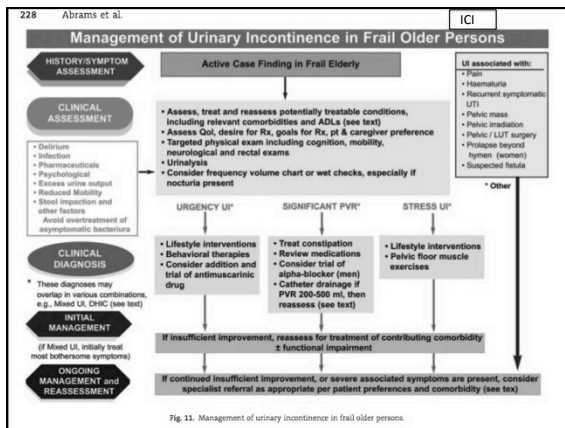 228 Abrams et al.
ICI
Management of Urinary Incontinence in Frail Older Persons
HISTORY/SYMPTOM
ASSESSMENT
Active Case Finding in Frail Elderly
UI associated with:
• Pain
• Haematuria
• Recurrent symptomatic
UTI
• Pelvic mass
• Pelvic irradiation
• Pelvic / LUT surgery
• Prolapse beyond
hymen (women)
• Suspected fistula
* Other
CLINICAL
ASSESSMENT
• Assess, treat and reassess potentially treatable conditions,
including relevant comorbidities and ADLs (see text)
• Assess QoL, desire for Rx, goals for Rx, pt & caregiver preference
• Targeted physical exam including cognition, mobility,
neurological and rectal exams
• Urinalysis
• Consider frequency volume chart or wet checks, especially if
nocturia present
• Delirium
• Infection
• Pharmaceuticals
• Psychological
• Excess urine output
• Reduced Mobility
• Stool impaction and
other factors
Avoid overtreatment of
asymptomatic bacteriura
URGENCY UI*
SIGNIFICANT PVR*
STRESS UI*
CLINICAL
DIAGNOSIS
* These diagnoses may
overlap in various combinations,
e.g., Mixed UI, DHIC (see text)
• Lifestyle interventions
• Behavioral therapies
• Consider addition and
trial of antimuscarinic
drug
• Treat constipation
• Review medications
• Consider trial of
alpha-blocker (men)
• Catheter drainage if
PVR 200-500 ml, then
reassess (see text)
• Lifestyle interventions
• Pelvic floor muscle
exercises
INITIAL
MANAGEMENT
(if Mixed UI, initially treat
most bothersome symptoms)
If insufficient improvement, reassess for treatment of contributing comorbidity
± functional impairment
ONGOING
MANAGEMENT and
REASSESSMENT
If continued insufficient improvement, or severe associated symptoms are present, consider
specialist referral as appropriate per patient preferences and comorbidity (see tex)
Fig. 11. Management of urinary incontinence in frail older persons.